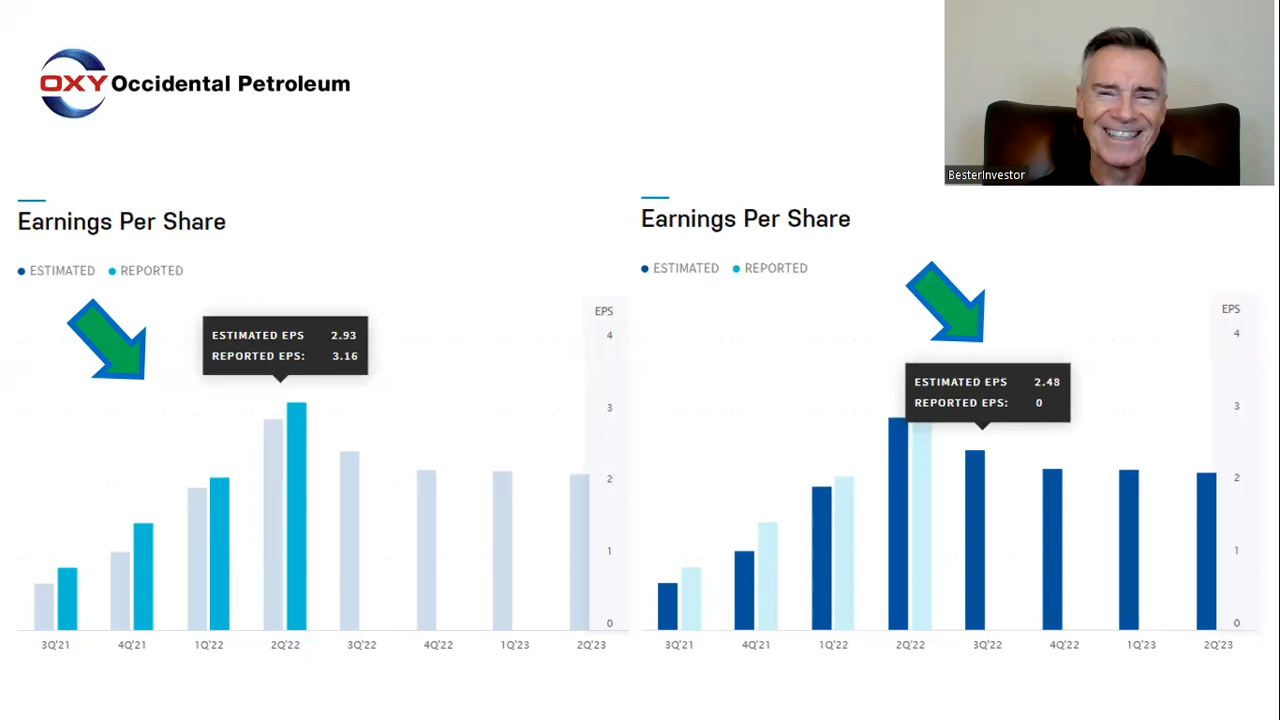 OXY Occidental Petroleum
BesterInvestor
Earnings Per Share
ESTIMATED REPORTED
ESTIMATED EPS 2.93
REPORTED EPS: 3.16
EPS
4
3
2
1
0
3Q'21 4Q'21 1Q'22 2Q'22 3Q'22 4Q'22 1Q'23 2Q'23
Earnings Per Share
ESTIMATED REPORTED
ESTIMATED EPS 2.48
REPORTED EPS: 0
EPS
4
3
2
1
0
3Q'21 4Q'21 1Q'22 2Q'22 3Q'22 4Q'22 1Q'23 2Q'23